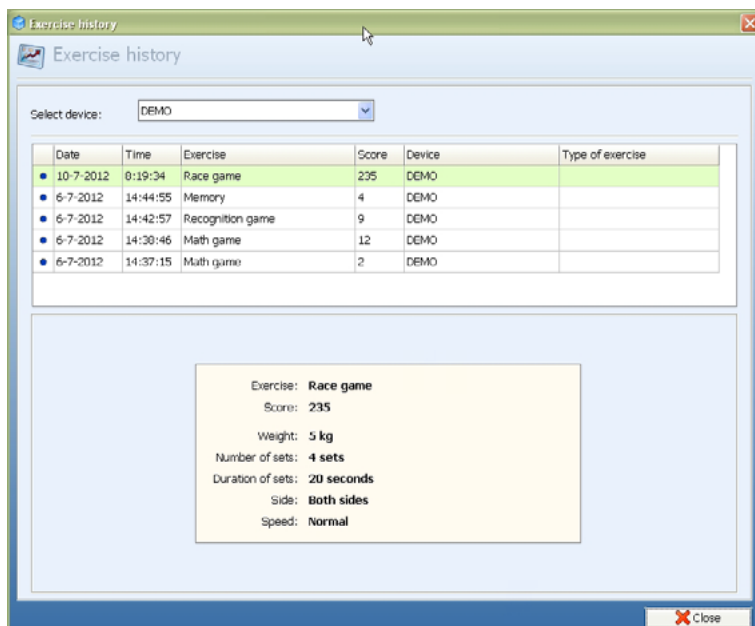 Exercise history
Exercise history
Select device: DEMO
Date Time Exercise Score Device Type of exercise
10-7-2012 8:19:34 Race game 235 DEMO
6-7-2012 14:44:55 Memory 4 DEMO
6-7-2012 14:42:57 Recognition game 9 DEMO
6-7-2012 14:38:46 Math game 12 DEMO
6-7-2012 14:37:15 Math game 2 DEMO
Exercise: Race game
Score: 235
Weight: 5 kg
Number of sets: 4 sets
Duration of sets: 20 seconds
Side: Both sides
Speed: Normal
Close